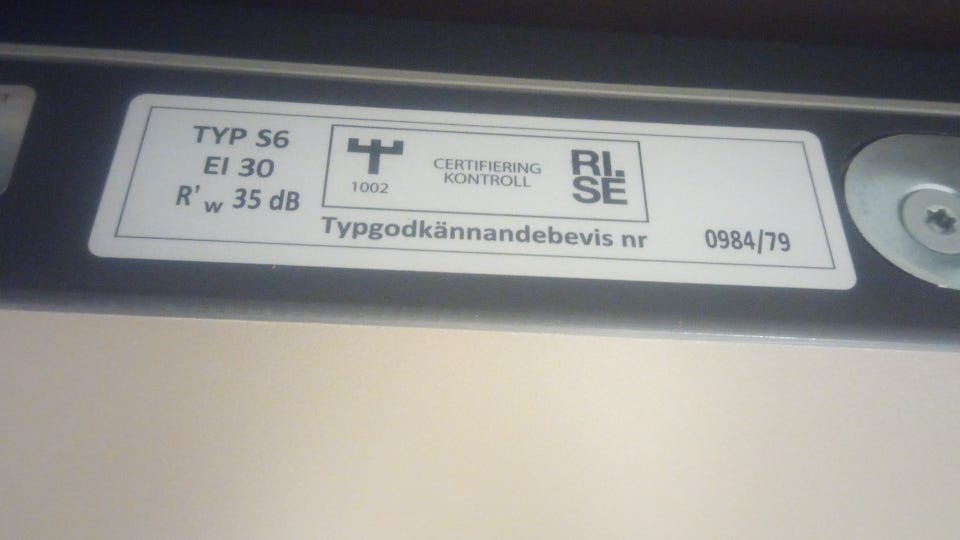 TYP S6
EI 30
R'w 35 dB
1002
CERTIFIERING
KONTROLL
RI.
SE
Typgodkännandebevis nr 0984/79
T